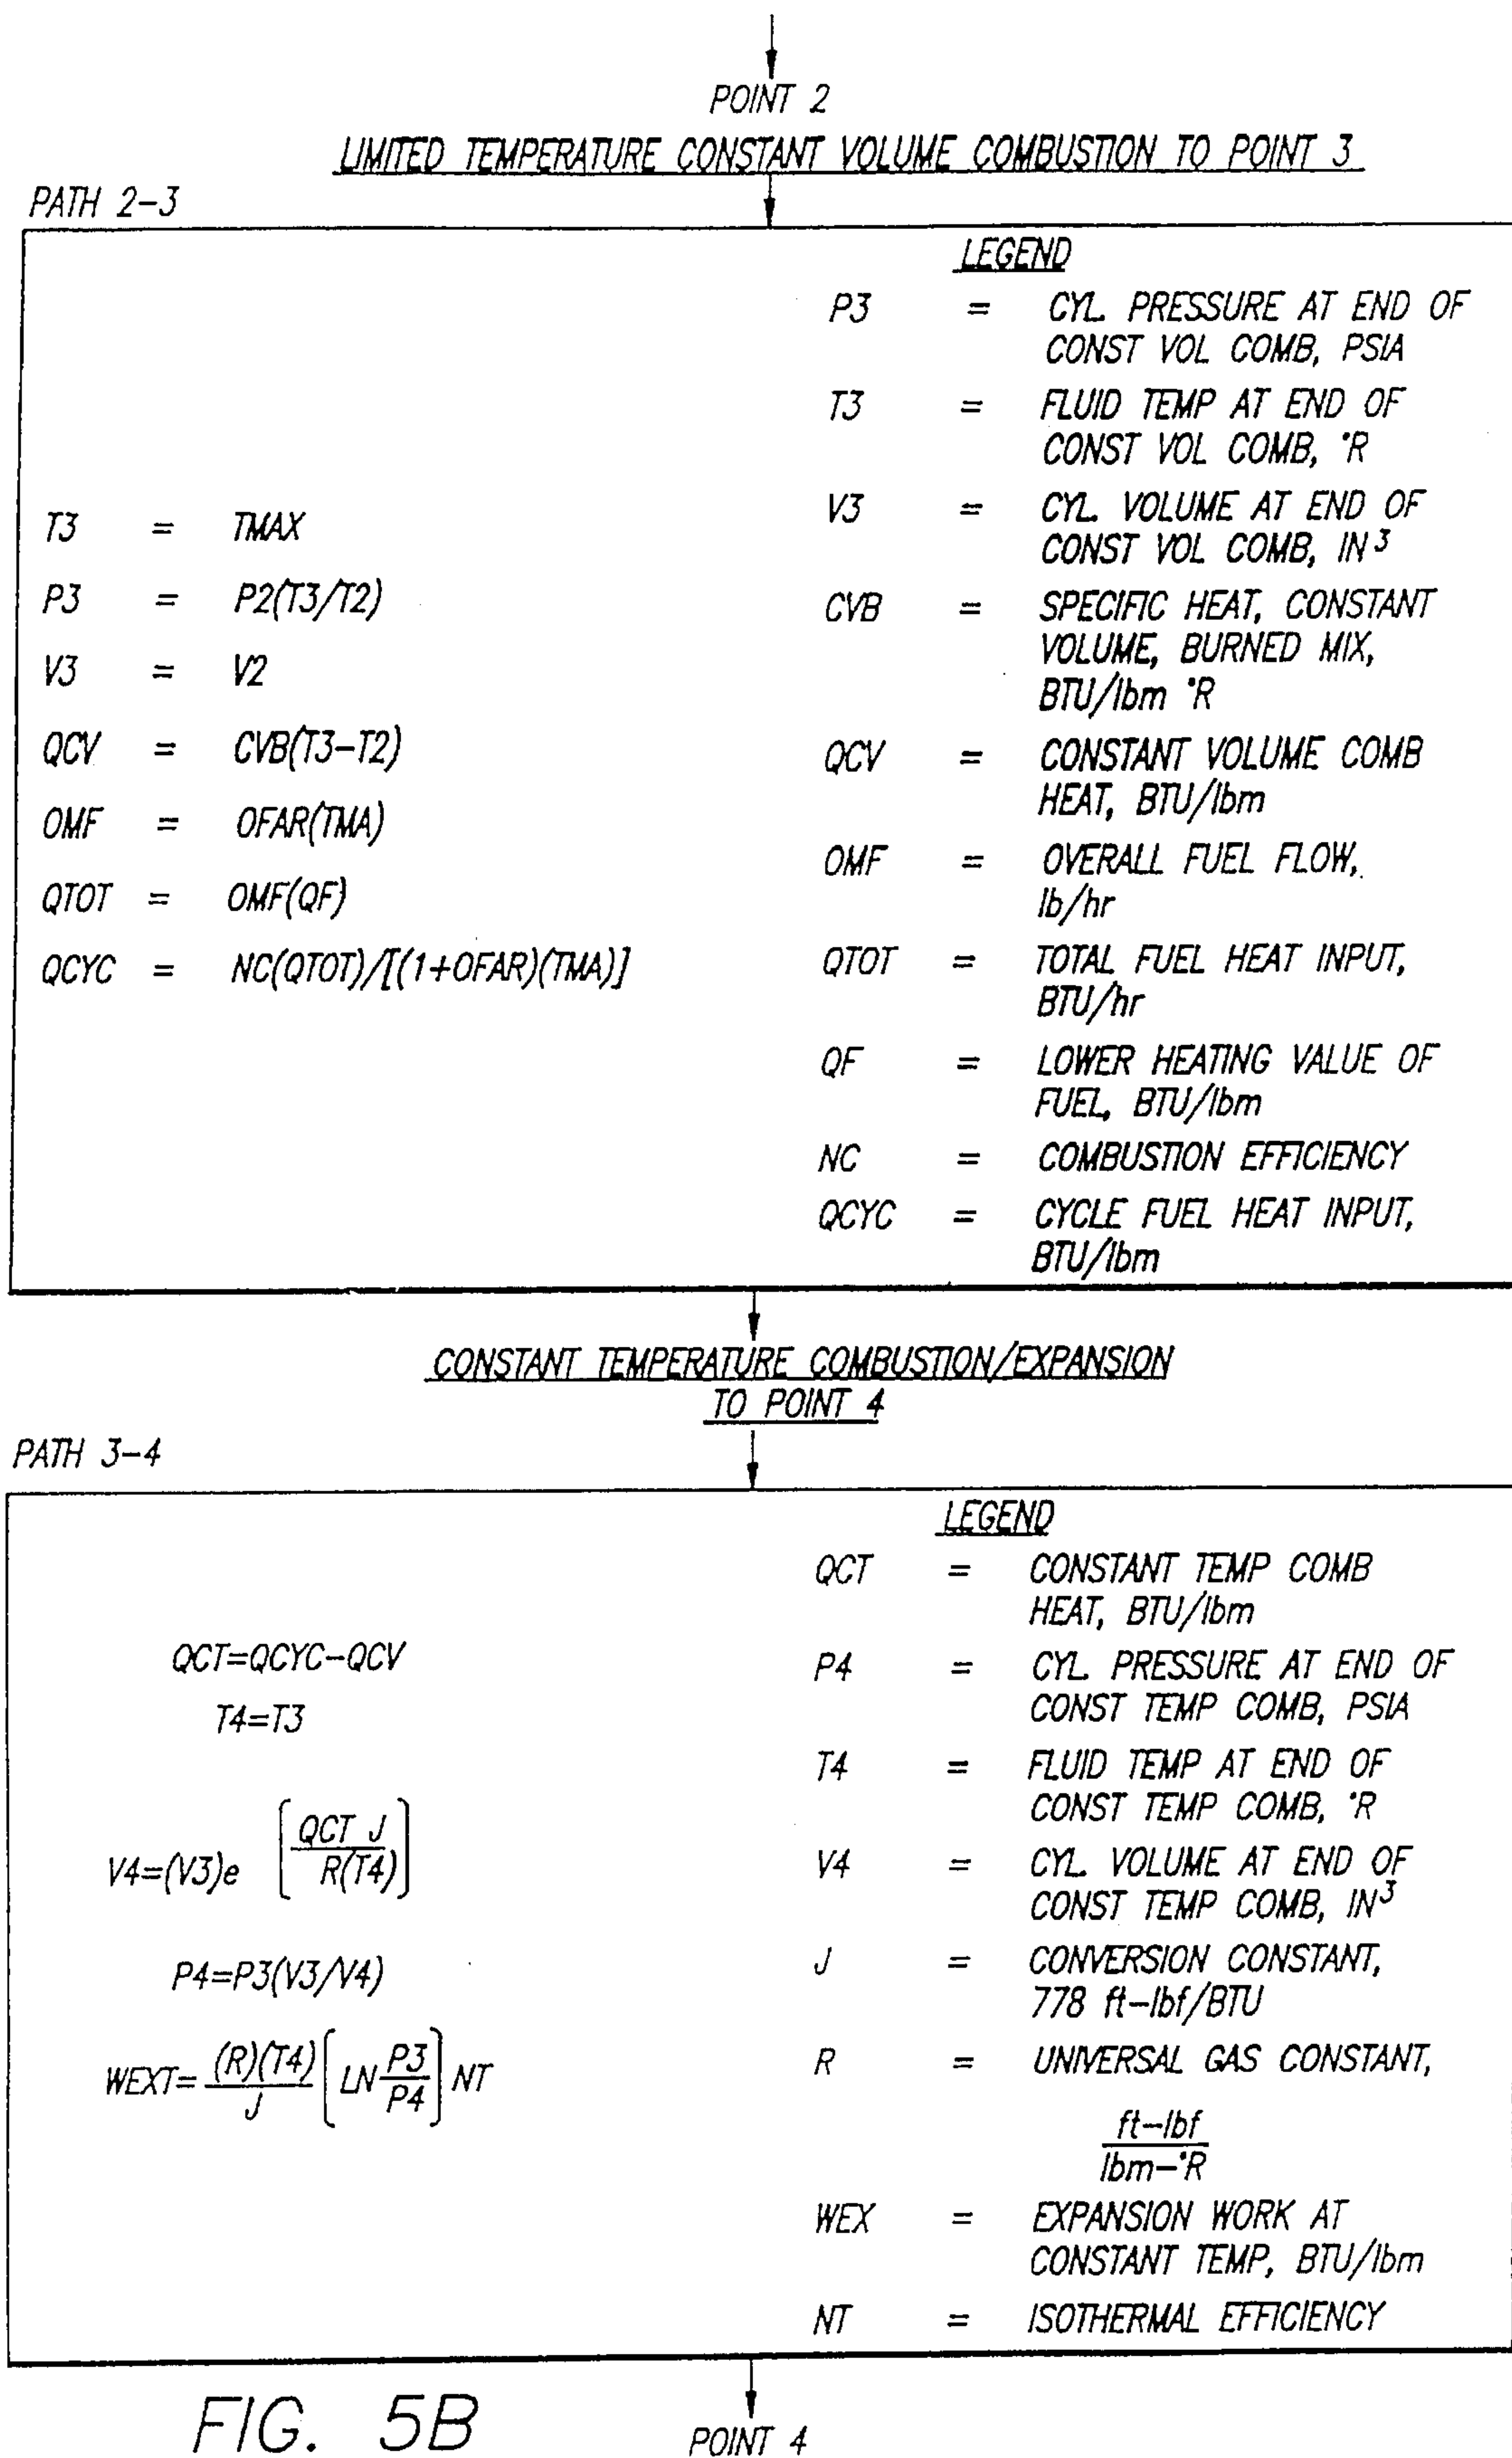 POINT 2
LIMITED TEMPERATURE CONSTANT VOLUME COMBUSTION TO POINT 3
PATH 2-3
T3 = TMAX
P3 = P2(T3/T2)
V3 = V2
QCV = CVB(T3-T2)
OMF = OFAR(TMA)
QTOT = OMF(QF)
QCYC = NC(QTOT)/[(1+OFAR)(TMA)]
LEGEND
P3 = CYL. PRESSURE AT END OF
CONST VOL COMB, PSIA
T3 = FLUID TEMP AT END OF
CONST VOL COMB, °R
V3 = CYL. VOLUME AT END OF
CONST VOL COMB, IN³
CVB = SPECIFIC HEAT, CONSTANT
VOLUME, BURNED MIX,
BTU/lbm °R
QCV = CONSTANT VOLUME COMB
HEAT, BTU/lbm
OMF = OVERALL FUEL FLOW,
lb/hr
QTOT = TOTAL FUEL HEAT INPUT,
BTU/hr
QF = LOWER HEATING VALUE OF
FUEL, BTU/lbm
NC = COMBUSTION EFFICIENCY
QCYC = CYCLE FUEL HEAT INPUT,
BTU/lbm
CONSTANT TEMPERATURE COMBUSTION/EXPANSION
TO POINT 4
PATH 3-4
QCT=QCYC-QCV
T4=T3
V4=(V3)e [QCT J / R(T4)]
P4=P3(V3/V4)
WEXT= (R)(T4)/J [LN P3/P4] NT
LEGEND
QCT = CONSTANT TEMP COMB
HEAT, BTU/lbm
P4 = CYL. PRESSURE AT END OF
CONST TEMP COMB, PSIA
T4 = FLUID TEMP AT END OF
CONST TEMP COMB, °R
V4 = CYL. VOLUME AT END OF
CONST TEMP COMB, IN³
J = CONVERSION CONSTANT,
778 ft-lbf/BTU
R = UNIVERSAL GAS CONSTANT,
ft-lbf
lbm-°R
WEX = EXPANSION WORK AT
CONSTANT TEMP, BTU/lbm
NT = ISOTHERMAL EFFICIENCY
FIG. 5B
POINT 4